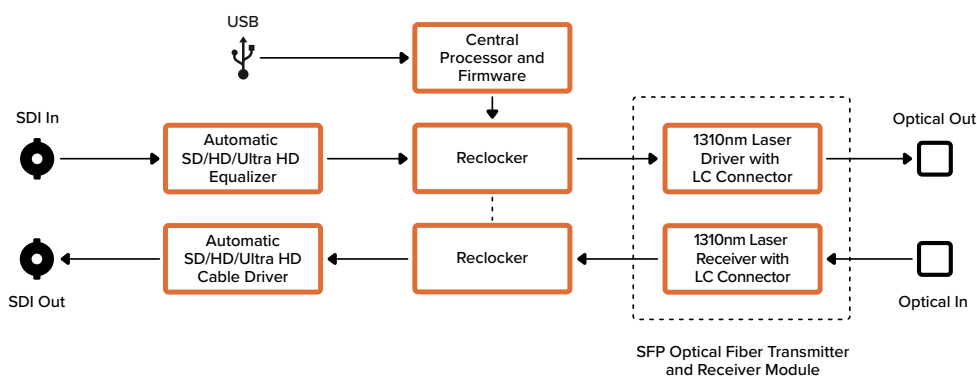 USB
Central
Processor and
Firmware
SDI In
Automatic
SD/HD/Ultra HD
Equalizer
Reclocker
1310nm Laser
Driver with
LC Connector
Optical Out
SDI Out
Automatic
SD/HD/Ultra HD
Cable Driver
Reclocker
1310nm Laser
Receiver with
LC Connector
Optical In
SFP Optical Fiber Transmitter
and Receiver Module